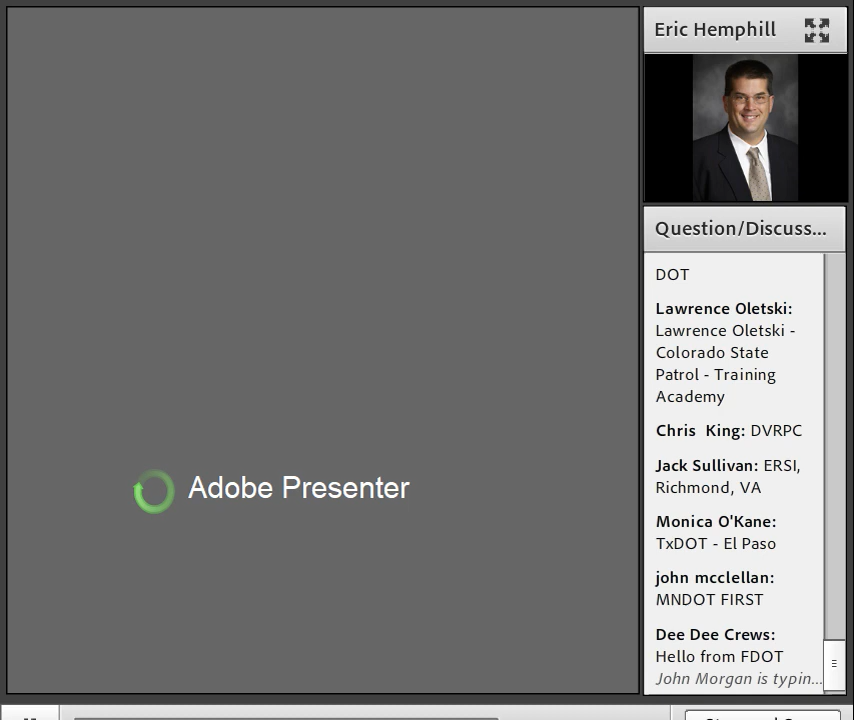 Eric Hemphill
Question/Discuss...
DOT
Lawrence Oletski:
Lawrence Oletski -
Colorado State
Patrol - Training
Academy
Chris  King: DVRPC
Jack Sullivan: ERSI,
Richmond, VA
Monica O'Kane:
TxDOT - El Paso
john mcclellan:
MNDOT FIRST
Dee Dee Crews:
Hello from FDOT
John Morgan is typin...
Adobe Presenter